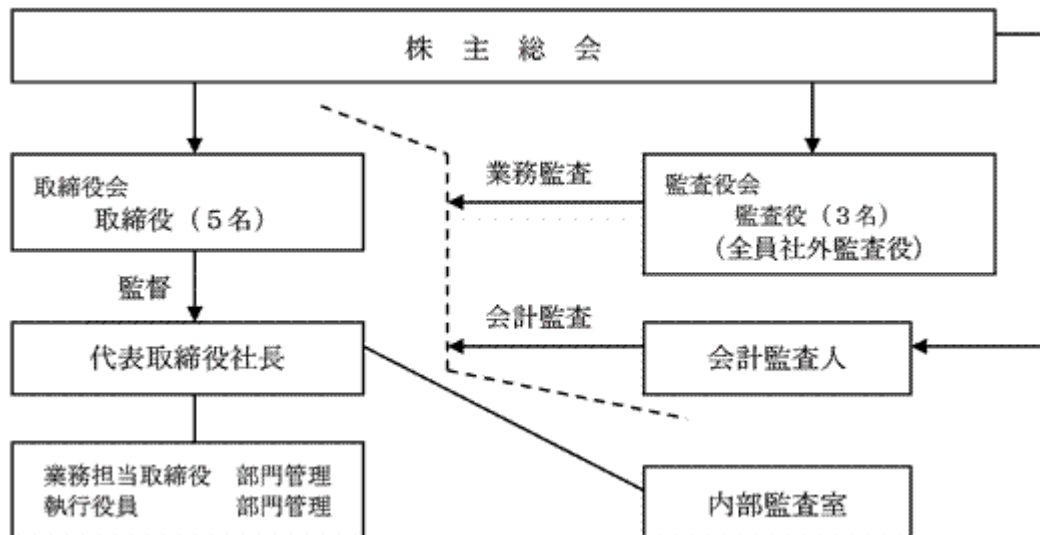 株 主 総 会
取締役会
取締役(5名)
業務監査
監査役会
監査役(3名)
(全員社外監査役)
監督
会計監査
代表取締役社長
会計監査人
業務担当取締役 部門管理
執行役員 部門管理
内部監査室